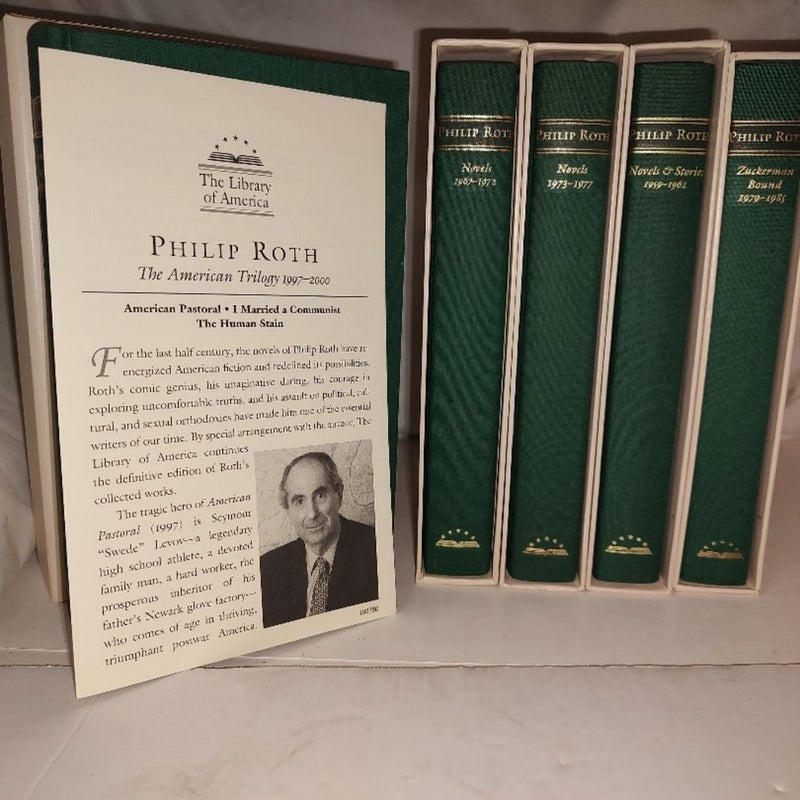 The Library
of America
PHILIP ROTH
The American Trilogy 1997–2000
American Pastoral • I Married a Communist
The Human Stain
For the last half century, the novels of Philip Roth have re-
energized American fiction and redefined its possibilities.
Roth's comic genius, his imaginative daring, his courage in
exploring uncomfortable truths, and his assault on political, cul-
tural, and sexual orthodoxies have made him one of the essential
writers of our time. By special arrangement with the author, The
Library of America continues
the definitive edition of Roth's
collected works.
The tragic hero of American
Pastoral (1997) is Seymour
"Swede" Levov—a legendary
high school athlete, a devoted
family man, a hard worker, the
prosperous inheritor of his
father's Newark glove factory—
who comes of age in thriving,
triumphant postwar America.
PHILIP ROTH
Novels
1967–1972
PHILIP ROTH
Novels
1973–1977
PHILIP ROTH
Novels & Stories
1959–1962
PHILIP ROT
Zuckerman
Bound
1979–1985